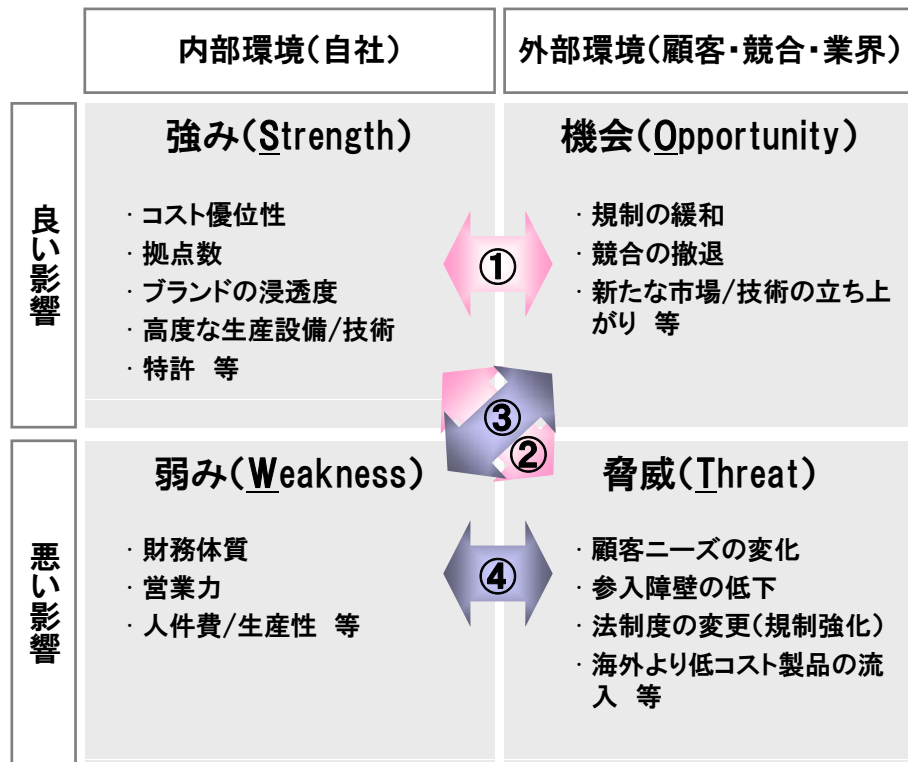 内部環境(自社)
外部環境(顧客・競合・業界)
良い影響
強み(Strength)
・コスト優位性
・拠点数
・ブランドの浸透度
・高度な生産設備/技術
・特許 等
①
機会(Opportunity)
・規制の緩和
・競合の撤退
・新たな市場/技術の立ち上
がり 等
③
②
悪い影響
弱み(Weakness)
・財務体質
・営業力
・人件費/生産性 等
④
脅威(Threat)
・顧客ニーズの変化
・参入障壁の低下
・法制度の変更(規制強化)
・海外より低コスト製品の流
入 等